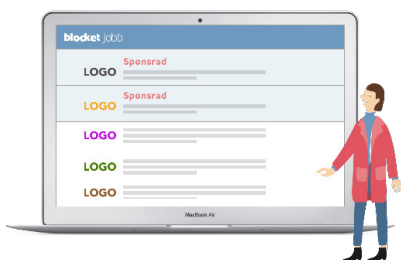 blocket jobb
Sponsrad
LOGO
Sponsrad
LOGO
LOGO
LOGO
LOGO
MacBook Air